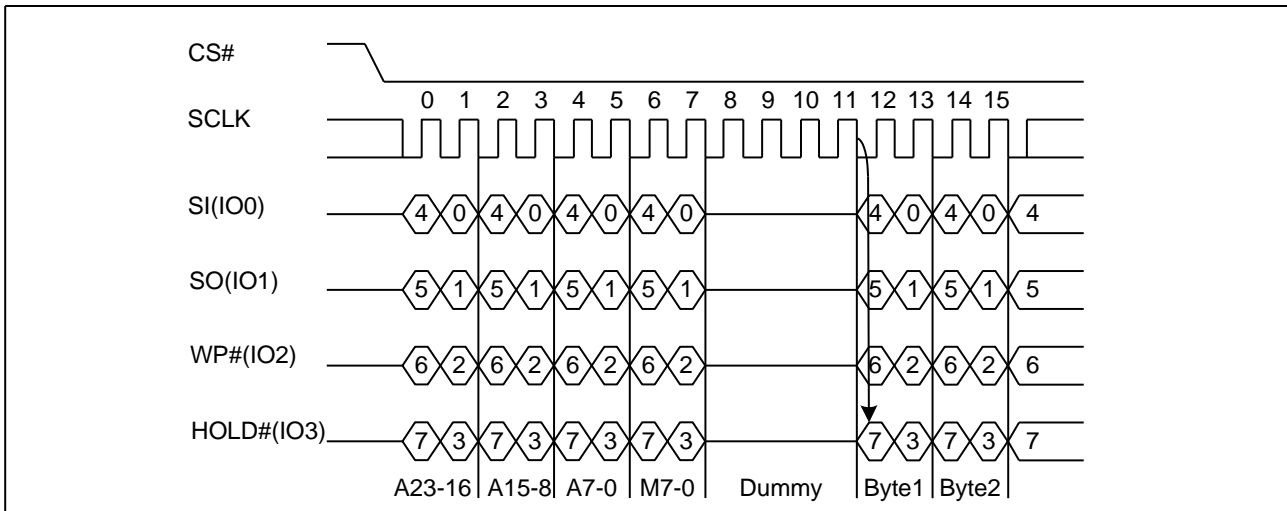 CS#
0 1 2 3 4 5 6 7 8 9 10 11 12 13 14 15
SCLK
SI(IO0) 4 0 4 0 4 0 4 0 4 0 4 0 4
SO(IO1) 5 1 5 1 5 1 5 1 5 1 5 1 5
WP#(IO2) 6 2 6 2 6 2 6 2 6 2 6 2 6
HOLD#(IO3) 7 3 7 3 7 3 7 3 7 3 7 3 7
A23-16 A15-8 A7-0 M7-0 Dummy Byte1 Byte2